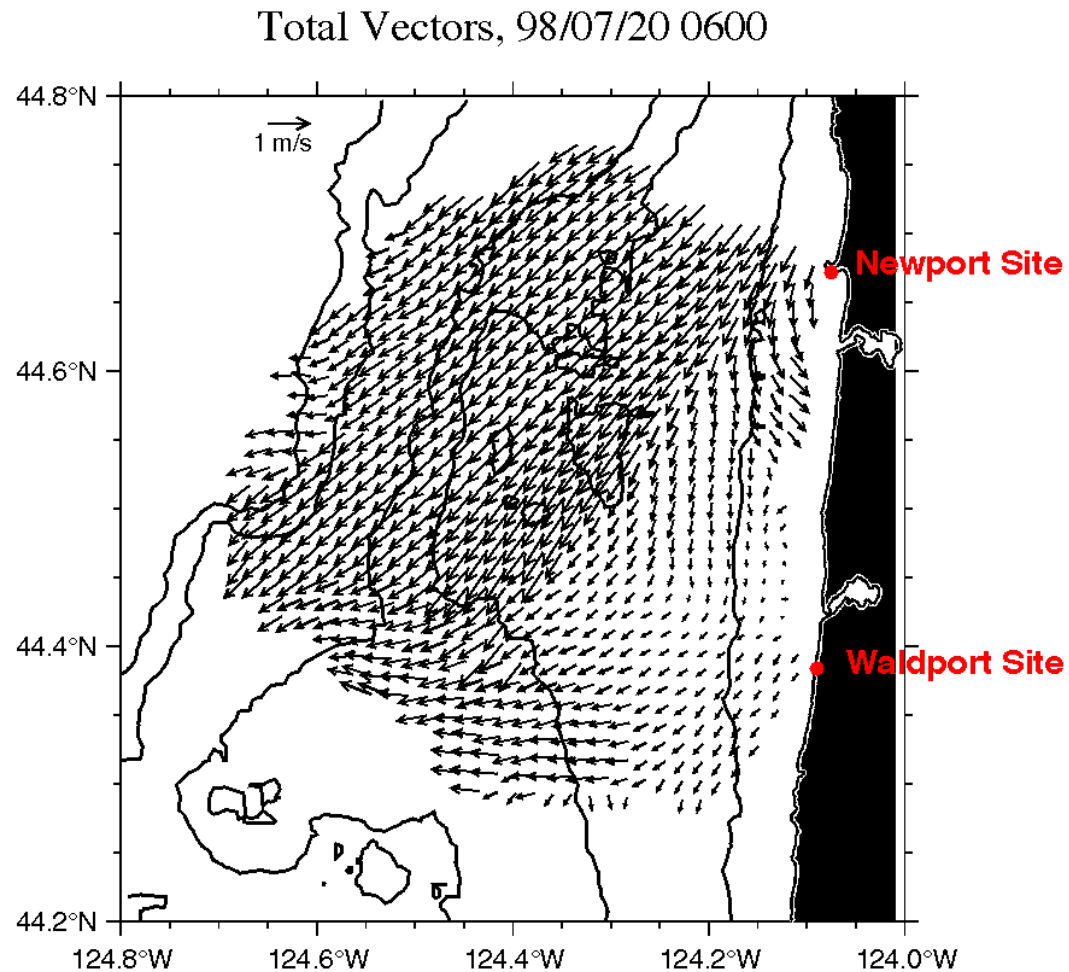 Total Vectors, 98/07/20 0600
44.8°N
1 m/s
Newport Site
44.6°N
44.4°N
Waldport Site
44.2°N
124.8°W 124.6°W 124.4°W 124.2°W 124.0°W